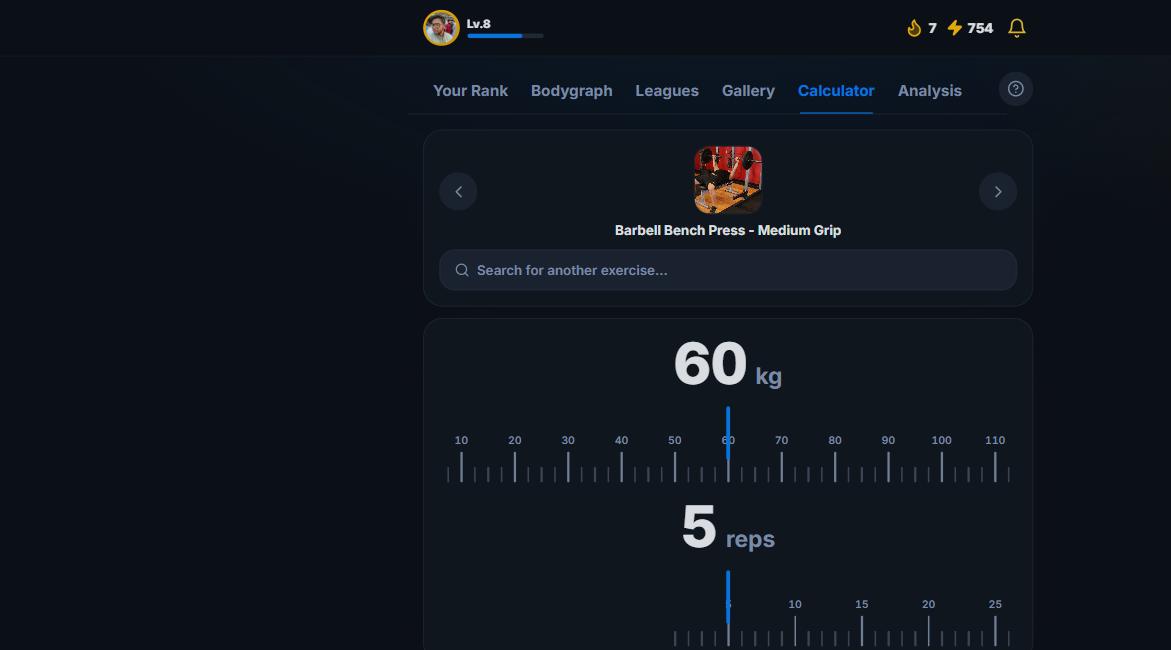 Lv.8
7 754
Your Rank Bodygraph Leagues Gallery Calculator Analysis
Barbell Bench Press - Medium Grip
Search for another exercise...
60 kg
10 20 30 40 50 60 70 80 90 100 110
5 reps
5 10 15 20 25